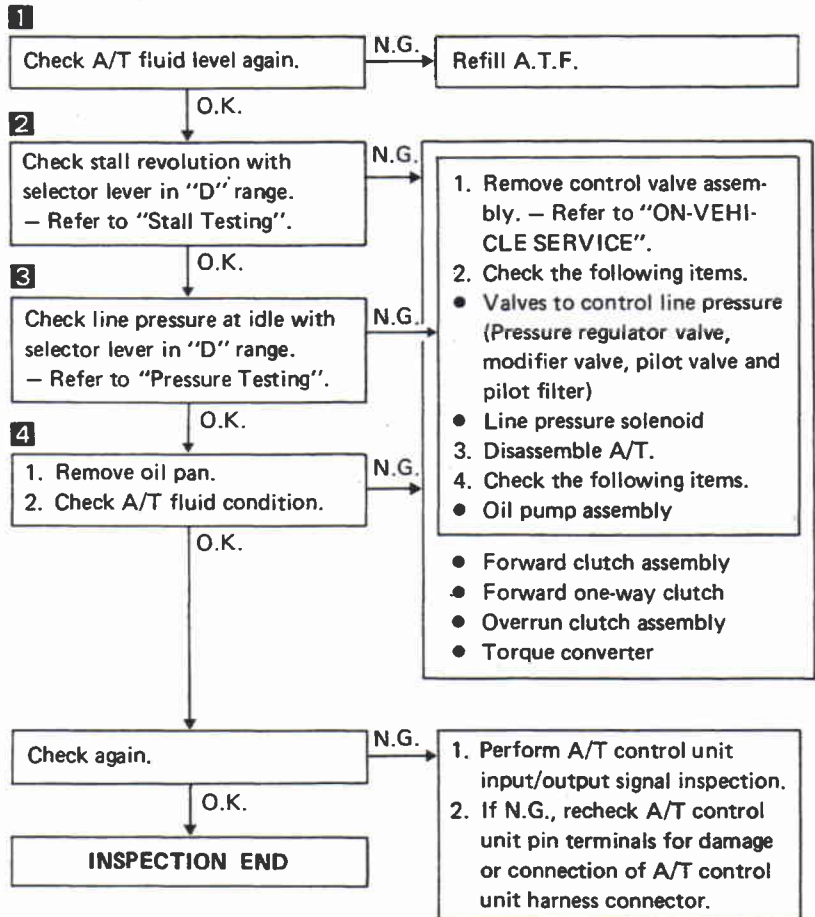 1
Check A/T fluid level again.
N.G.
Refill A.T.F.
O.K.
2
Check stall revolution with
selector lever in "D" range.
— Refer to "Stall Testing".
N.G.
O.K.
3
Check line pressure at idle with
selector lever in "D" range.
— Refer to "Pressure Testing".
N.G.
O.K.
4
1. Remove oil pan.
2. Check A/T fluid condition.
N.G.
O.K.
1. Remove control valve assem-
bly. — Refer to "ON-VEHI-
CLE SERVICE".
2. Check the following items.
● Valves to control line pressure
(Pressure regulator valve,
modifier valve, pilot valve and
pilot filter)
● Line pressure solenoid
3. Disassemble A/T.
4. Check the following items.
● Oil pump assembly
● Forward clutch assembly
● Forward one-way clutch
● Overrun clutch assembly
● Torque converter
Check again.
N.G.
O.K.
1. Perform A/T control unit
input/output signal inspection.
2. If N.G., recheck A/T control
unit pin terminals for damage
or connection of A/T control
unit harness connector.
INSPECTION END